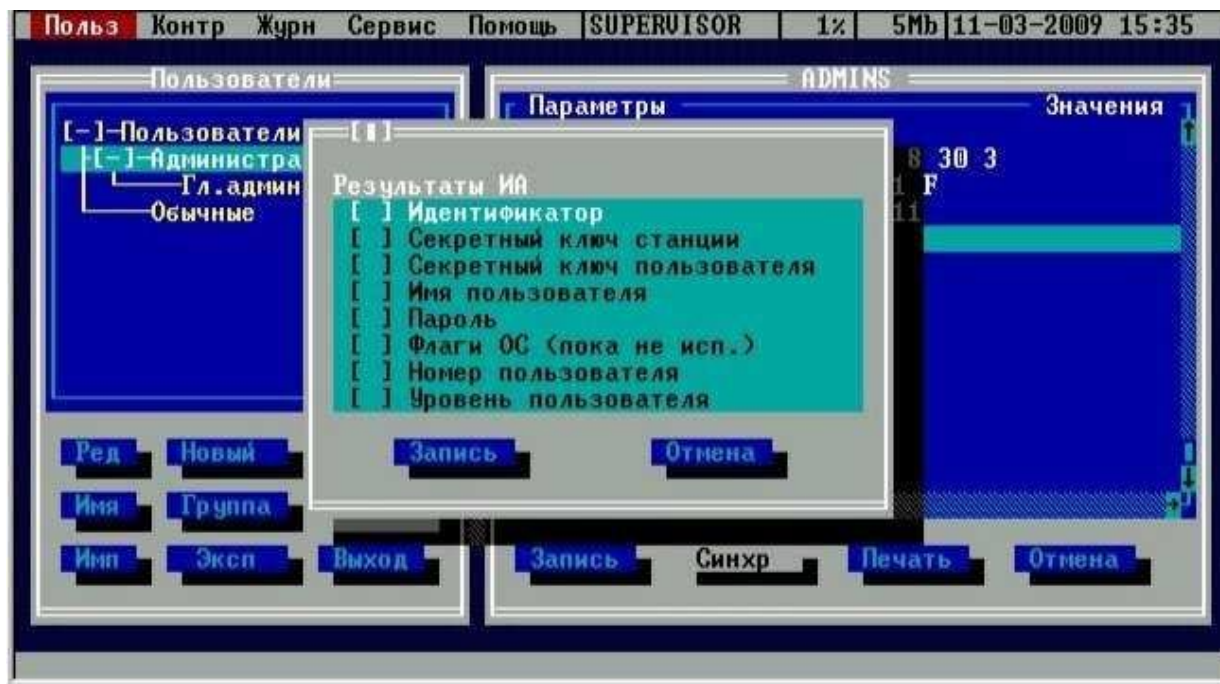 Польз Контр Журн Сервис Помощь SUPERVISOR 1% 5Mb 11-03-2009 15:35
Пользователи
ADMINS
Параметры Значения
[-]-Пользователи
[-]-Администра
Гл.админ
Обычные
8 30 3
1 F
11
Результаты ИА
[ ] Идентификатор
[ ] Секретный ключ станции
[ ] Секретный ключ пользователя
[ ] Имя пользователя
[ ] Пароль
[ ] Флаги ОС (пока не исп.)
[ ] Номер пользователя
[ ] Уровень пользователя
Запись Отмена
Ред Новый
Имя Группа
Имп Эксп Выход
Запись Синхр Печать Отмена